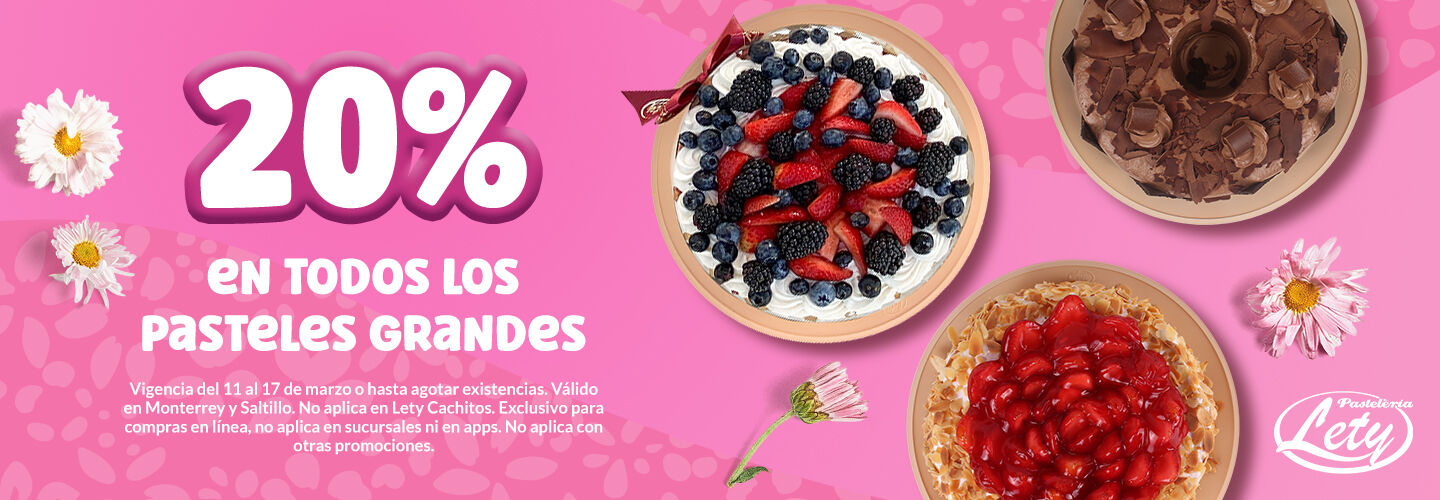 20%
en TODOS LOS
PASTELES GRANDES
Vigencia del 11 al 17 de marzo o hasta agotar existencias. Válido
en Monterrey y Saltillo. No aplica en Lety Cachitos. Exclusivo para
compras en línea, no aplica en sucursales ni en apps. No aplica con
otras promociones.
Pastelería
Lety